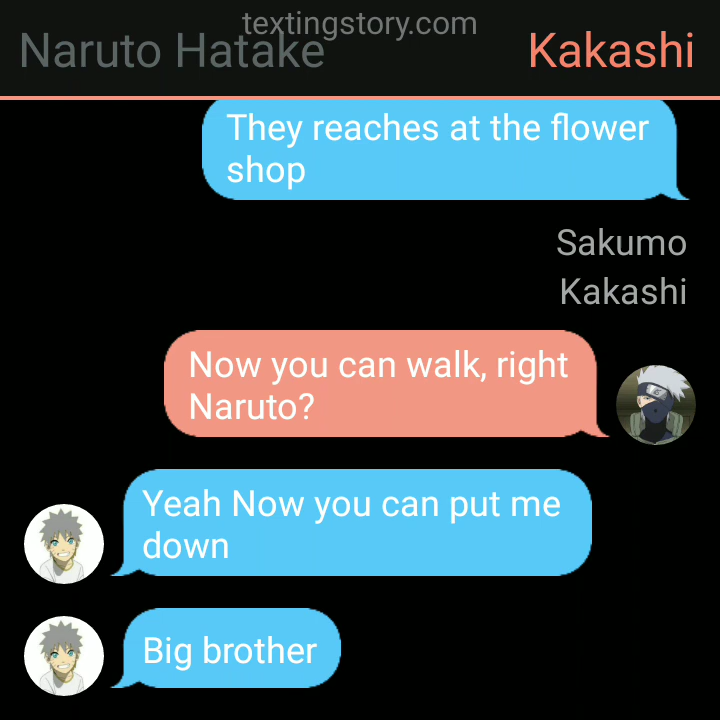 textingstory.com
Naruto Hatake
Kakashi
They reaches at the flower
shop
Sakumo
Kakashi
Now you can walk, right
Naruto?
Yeah Now you can put me
down
Big brother